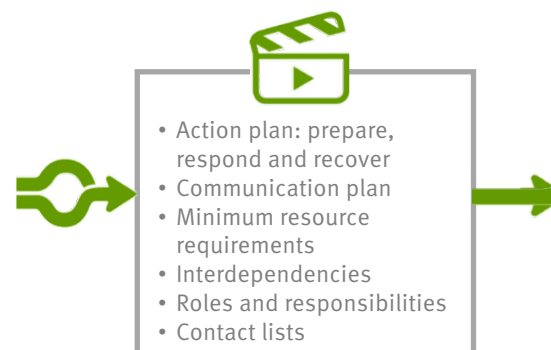 • Action plan: prepare,
respond and recover
• Communication plan
• Minimum resource
requirements
• Interdependencies
• Roles and responsibilities
• Contact lists